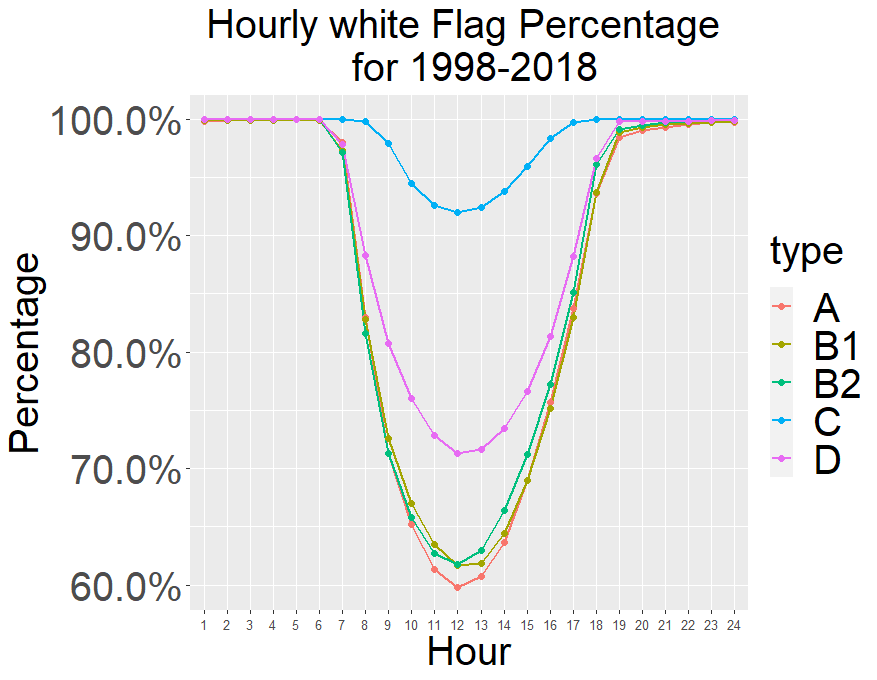 Hourly white Flag Percentage
for 1998-2018
100.0%
90.0%
80.0%
70.0%
60.0%
Percentage
1 2 3 4 5 6 7 8 9 10 11 12 13 14 15 16 17 18 19 20 21 22 23 24
Hour
type
A
B1
B2
C
D